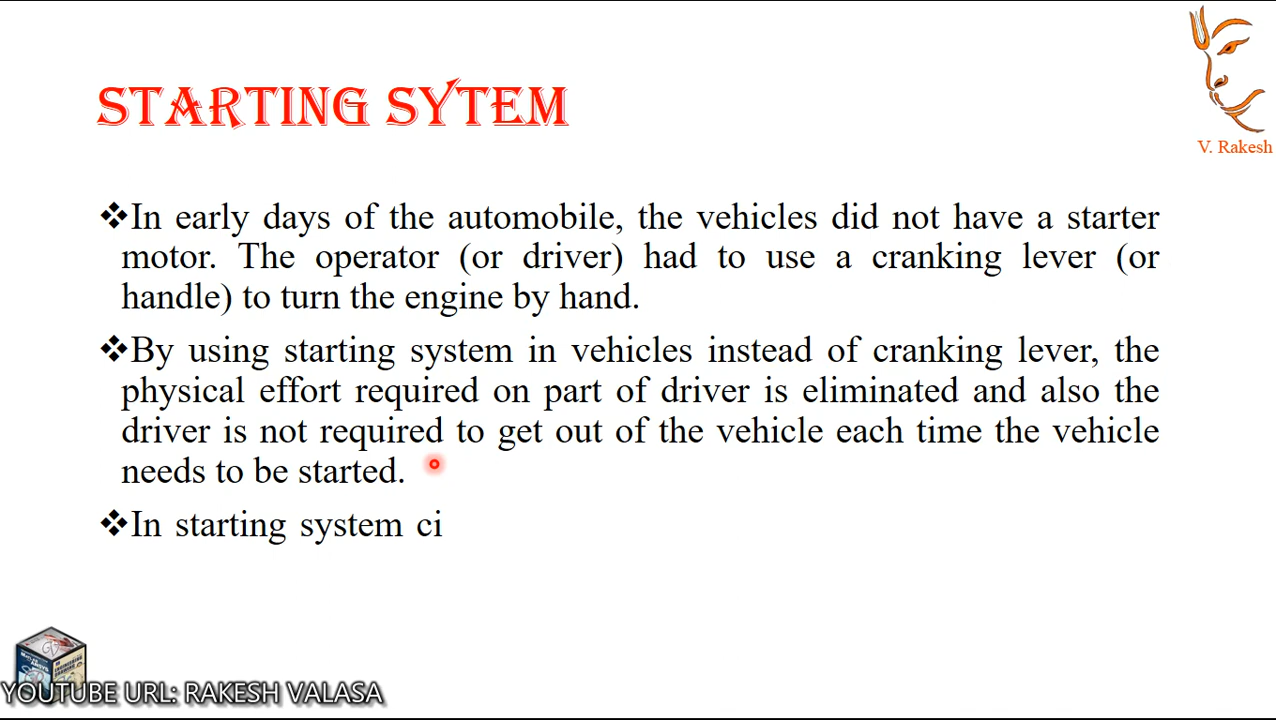 STARTING SYTEM
V. Rakesh
❖In early days of the automobile, the vehicles did not have a starter
motor. The operator (or driver) had to use a cranking lever (or
handle) to turn the engine by hand.
❖By using starting system in vehicles instead of cranking lever, the
physical effort required on part of driver is eliminated and also the
driver is not required to get out of the vehicle each time the vehicle
needs to be started.
❖In starting system ci
YOUTUBE URL: RAKESH VALASA